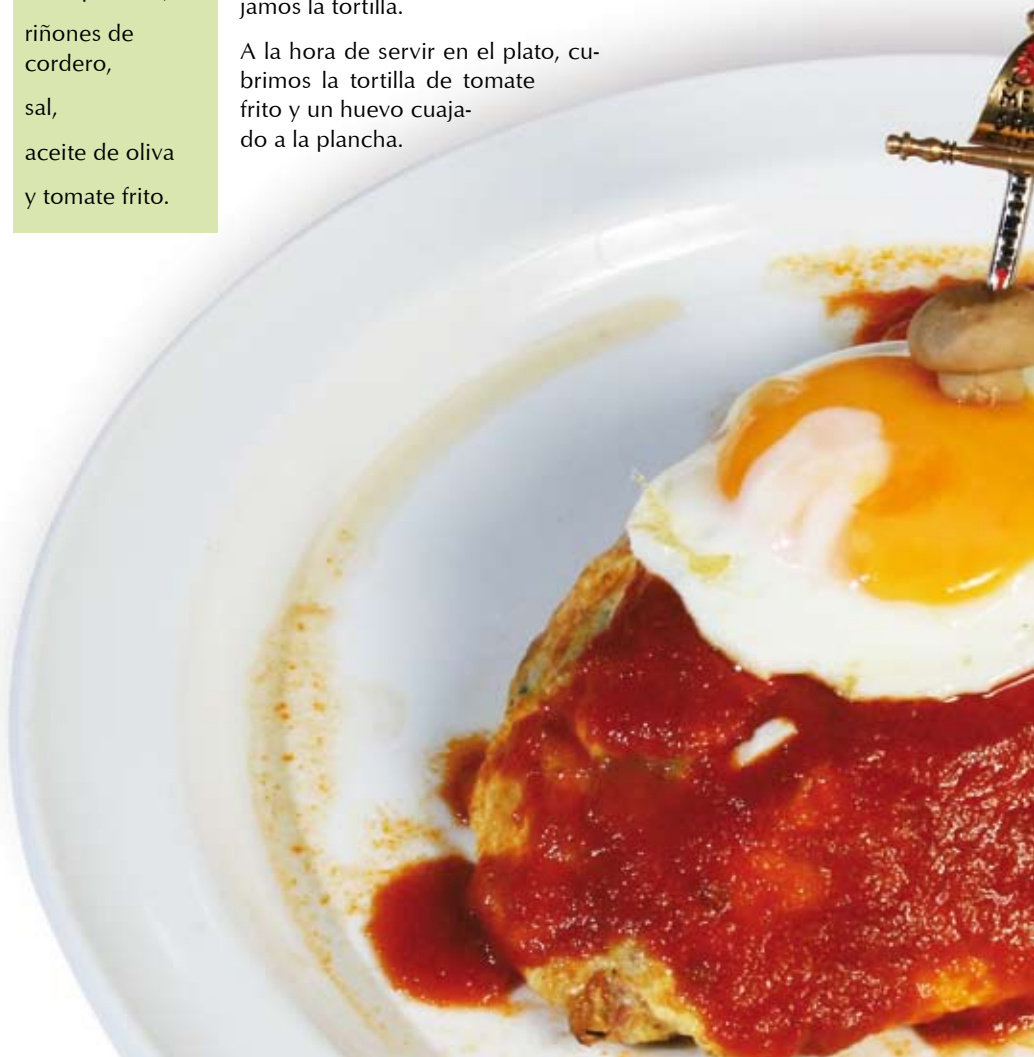 riñones de
cordero,
sal,
aceite de oliva
y tomate frito.
jamos la tortilla.
A la hora de servir en el plato, cu-
brimos la tortilla de tomate
frito y un huevo cuaja-
do a la plancha.